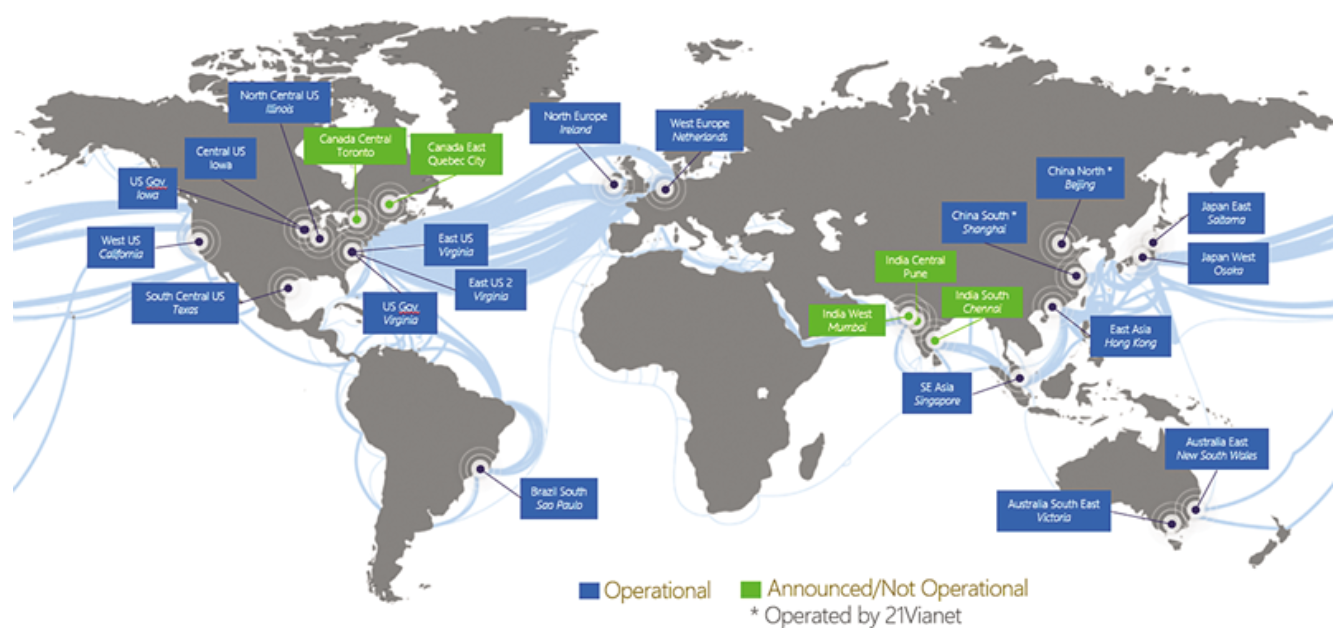 North Central US
Illinois
Central US
Iowa
US Gov
Iowa
West US
California
South Central US
Texas
Canada Central
Toronto
Canada East
Quebec City
East US
Virginia
East US 2
Virginia
US Gov
Virginia
Brazil South
Sao Paulo
North Europe
Ireland
West Europe
Netherlands
China North *
Beijing
China South *
Shanghai
Japan East
Saitama
Japan West
Osaka
India Central
Pune
India South
Chennai
India West
Mumbai
East Asia
Hong Kong
SE Asia
Singapore
Australia East
New South Wales
Australia South East
Victoria
Operational
Announced/Not Operational
* Operated by 21Vianet